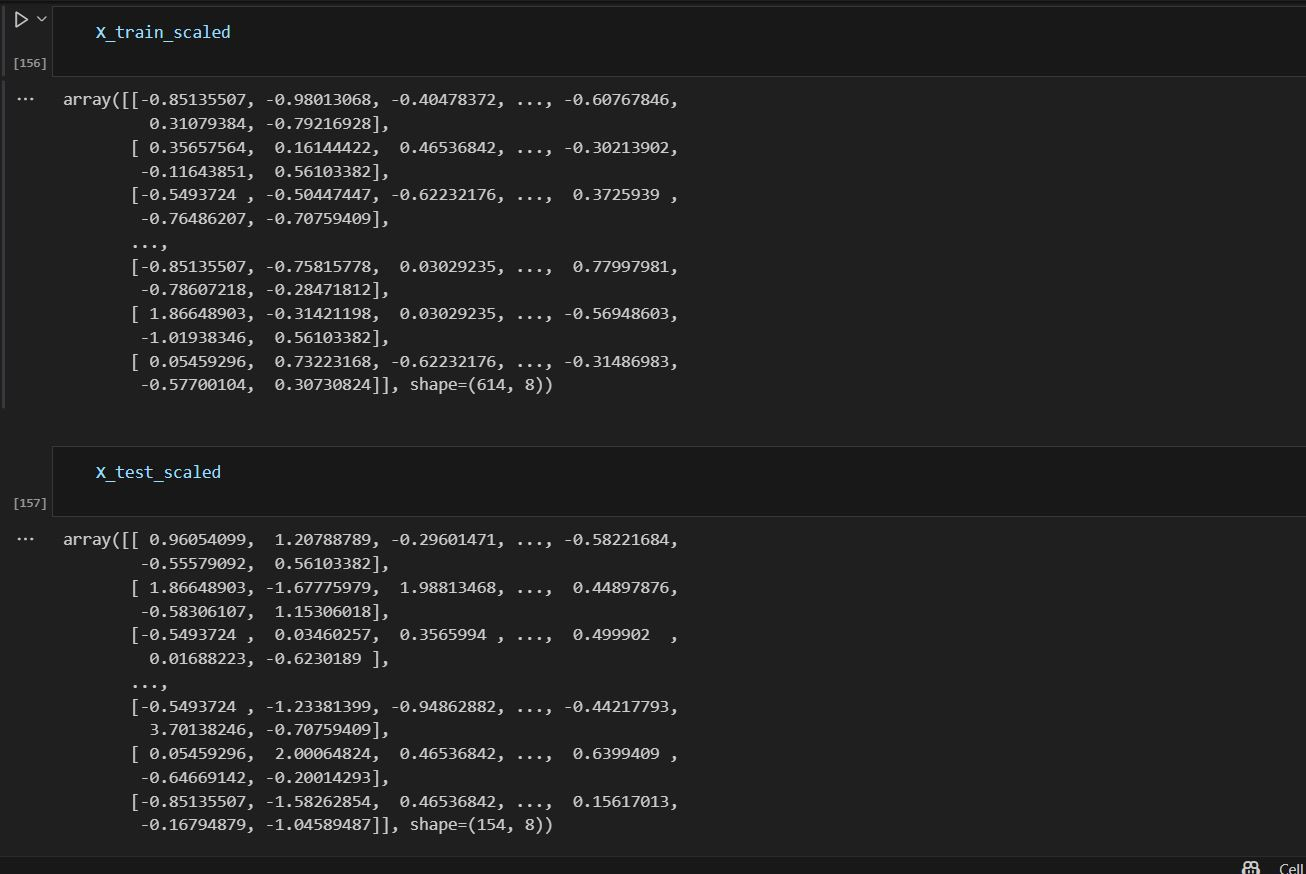 X_train_scaled
[156]
... array([[-0.85135507, -0.98013068, -0.40478372, ..., -0.60767846,
0.31079384, -0.79216928],
[ 0.35657564, 0.16144422, 0.46536842, ..., -0.30213902,
-0.11643851, 0.56103382],
[-0.5493724 , -0.50447447, -0.62232176, ..., 0.3725939 ,
-0.76486207, -0.70759409],
...,
[-0.85135507, -0.75815778, 0.03029235, ..., 0.77997981,
-0.78607218, -0.28471812],
[ 1.86648903, -0.31421198, 0.03029235, ..., -0.56948603,
-1.01938346, 0.56103382],
[ 0.05459296, 0.73223168, -0.62232176, ..., -0.31486983,
-0.57700104, 0.30730824]], shape=(614, 8))
X_test_scaled
[157]
... array([[ 0.96054099, 1.20788789, -0.29601471, ..., -0.58221684,
-0.55579092, 0.56103382],
[ 1.86648903, -1.67775979, 1.98813468, ..., 0.44897876,
-0.58306107, 1.15306018],
[-0.5493724 , 0.03460257, 0.3565994 , ..., 0.499902 ,
0.01688223, -0.6230189 ],
...,
[-0.5493724 , -1.23381399, -0.94862882, ..., -0.44217793,
3.70138246, -0.70759409],
[ 0.05459296, 2.00064824, 0.46536842, ..., 0.6399409 ,
-0.64669142, -0.20014293],
[-0.85135507, -1.58262854, 0.46536842, ..., 0.15617013,
-0.16794879, -1.04589487]], shape=(154, 8))
Cell